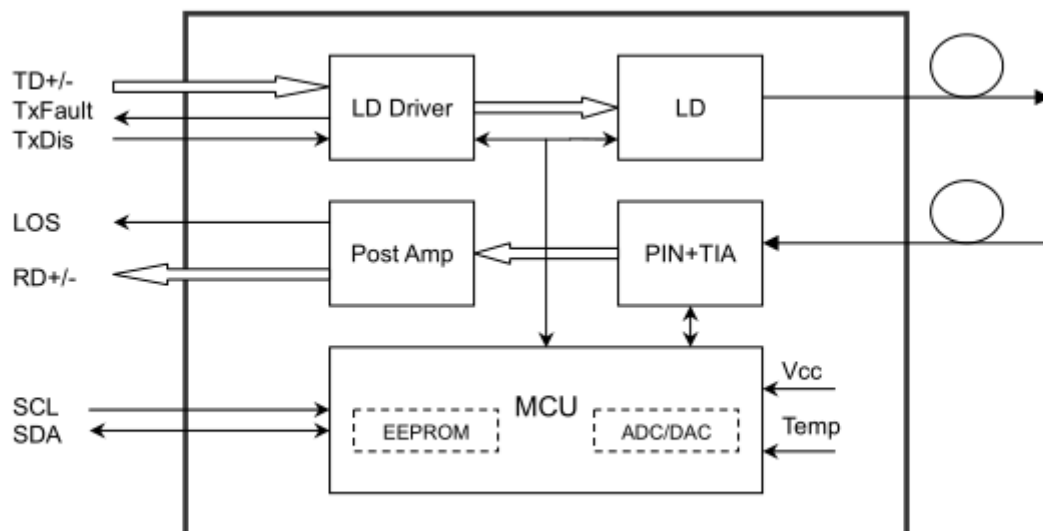 TD+/-
TxFault
TxDis
LD Driver
LD
LOS
RD+/-
Post Amp
PIN+TIA
SCL
SDA
MCU
EEPROM
ADC/DAC
Vcc
Temp